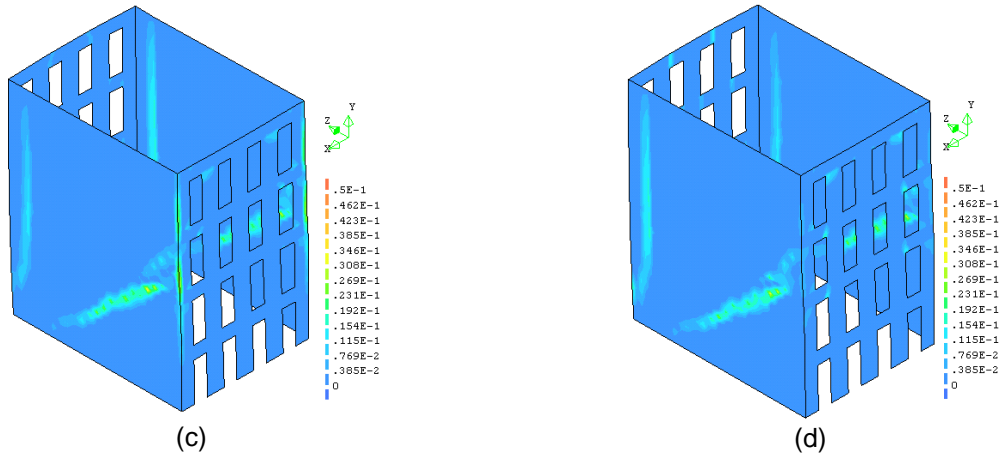 Y
Z
X
.5E-1
.462E-1
.423E-1
.385E-1
.346E-1
.308E-1
.269E-1
.231E-1
.192E-1
.154E-1
.115E-1
.769E-2
.385E-2
0
(c)
Y
Z
X
.5E-1
.462E-1
.423E-1
.385E-1
.346E-1
.308E-1
.269E-1
.231E-1
.192E-1
.154E-1
.115E-1
.769E-2
.385E-2
0
(d)